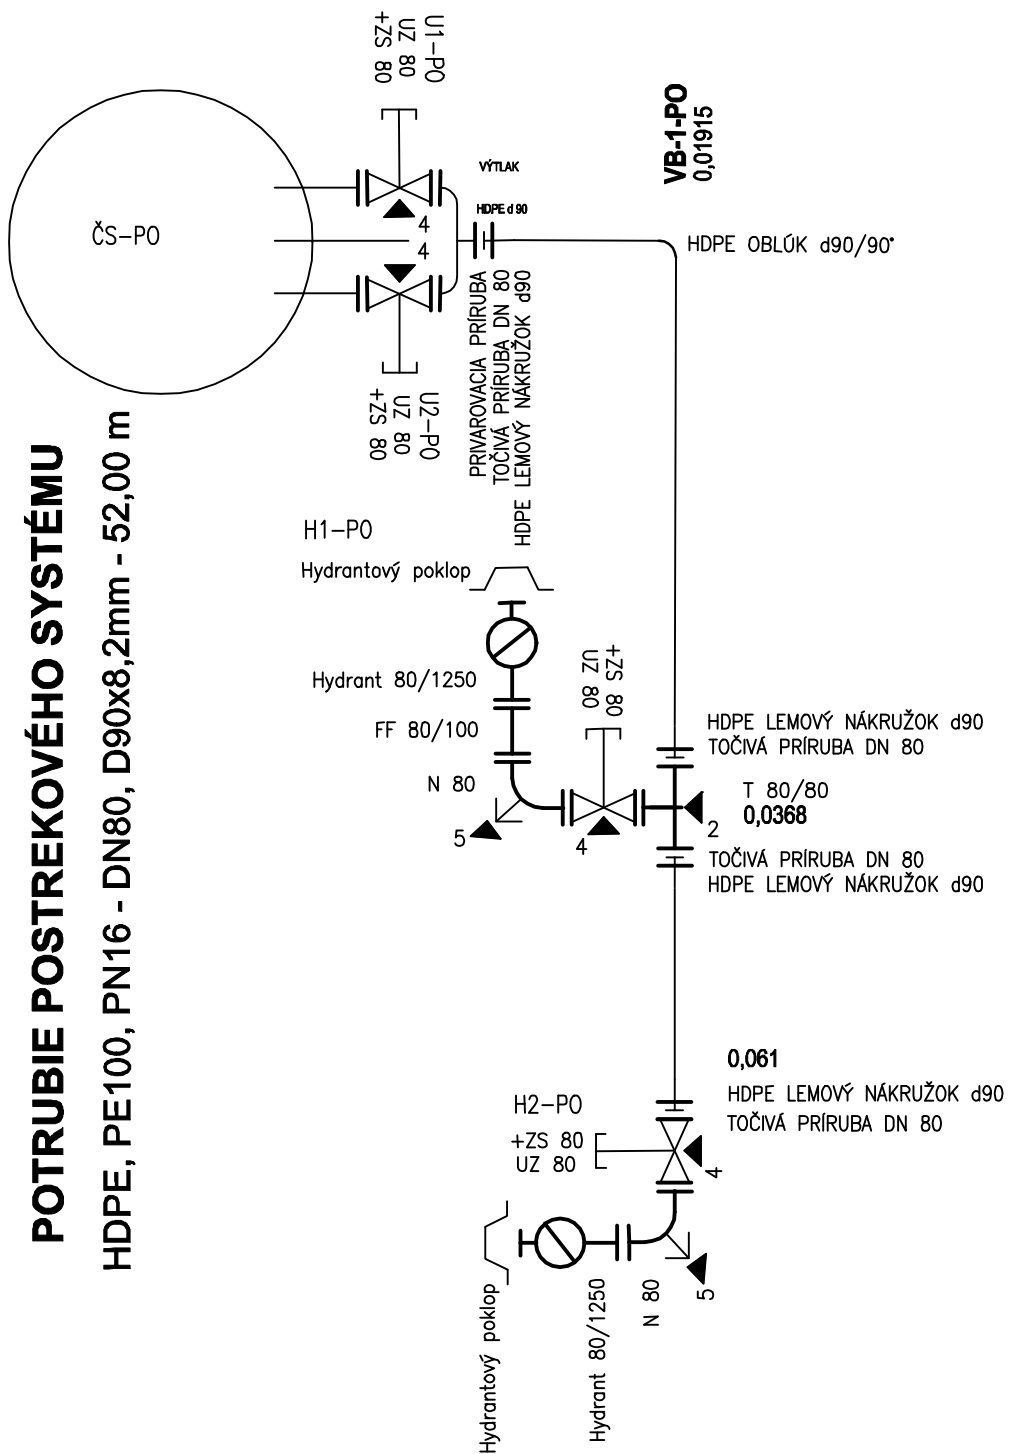 POTRUBIE POSTREKOVÉHO SYSTÉMU
HDPE, PE100, PN16 - DN80, D90x8,2mm - 52,00 m
ČS-PO
U1-PO
UZ 80
+ZS 80
4
4
U2-PO
UZ 80
+ZS 80
VÝTLAK
HDPE d 90
PRIVAROVACIA PRÍRUBA
TOČIVÁ PRÍRUBA DN 80
HDPE LEMOVÝ NÁKRUŽOK d90
VB-1-PO
0,01915
HDPE OBLÚK d90/90°
H1-PO
Hydrantový poklop
Hydrant 80/1250
FF 80/100
N 80
5
+ZS 80
UZ 80
4
HDPE LEMOVÝ NÁKRUŽOK d90
TOČIVÁ PRÍRUBA DN 80
T 80/80
0,0368
2
TOČIVÁ PRÍRUBA DN 80
HDPE LEMOVÝ NÁKRUŽOK d90
0,061
HDPE LEMOVÝ NÁKRUŽOK d90
TOČIVÁ PRÍRUBA DN 80
H2-PO
+ZS 80
UZ 80
4
5
N 80
Hydrant 80/1250
Hydrantový poklop